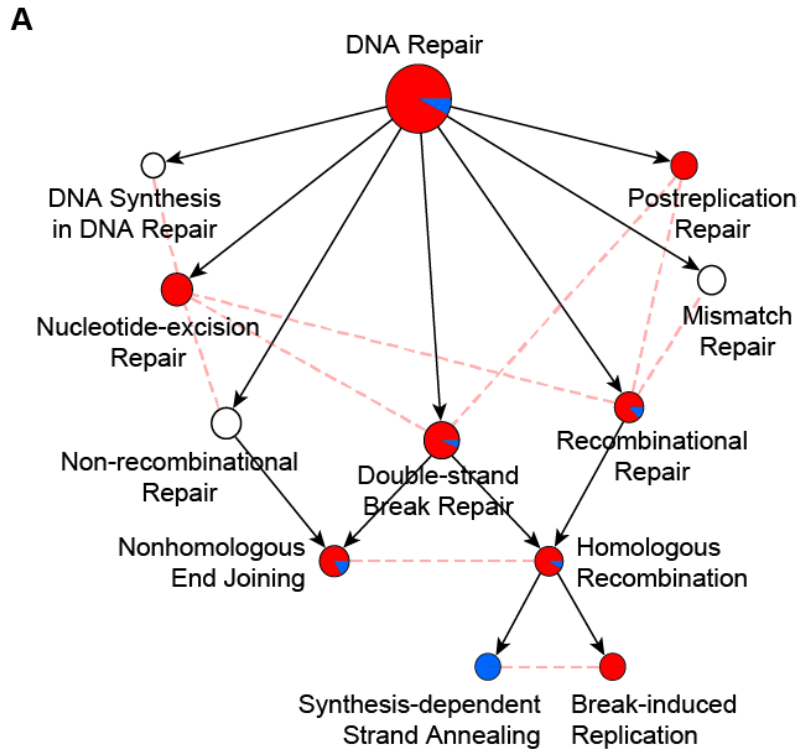 A
DNA Repair
DNA Synthesis
in DNA Repair
Postreplication
Repair
Nucleotide-excision
Repair
Mismatch
Repair
Non-recombinational
Repair
Double-strand
Break Repair
Recombinational
Repair
Nonhomologous
End Joining
Homologous
Recombination
Synthesis-dependent
Strand Annealing
Break-induced
Replication